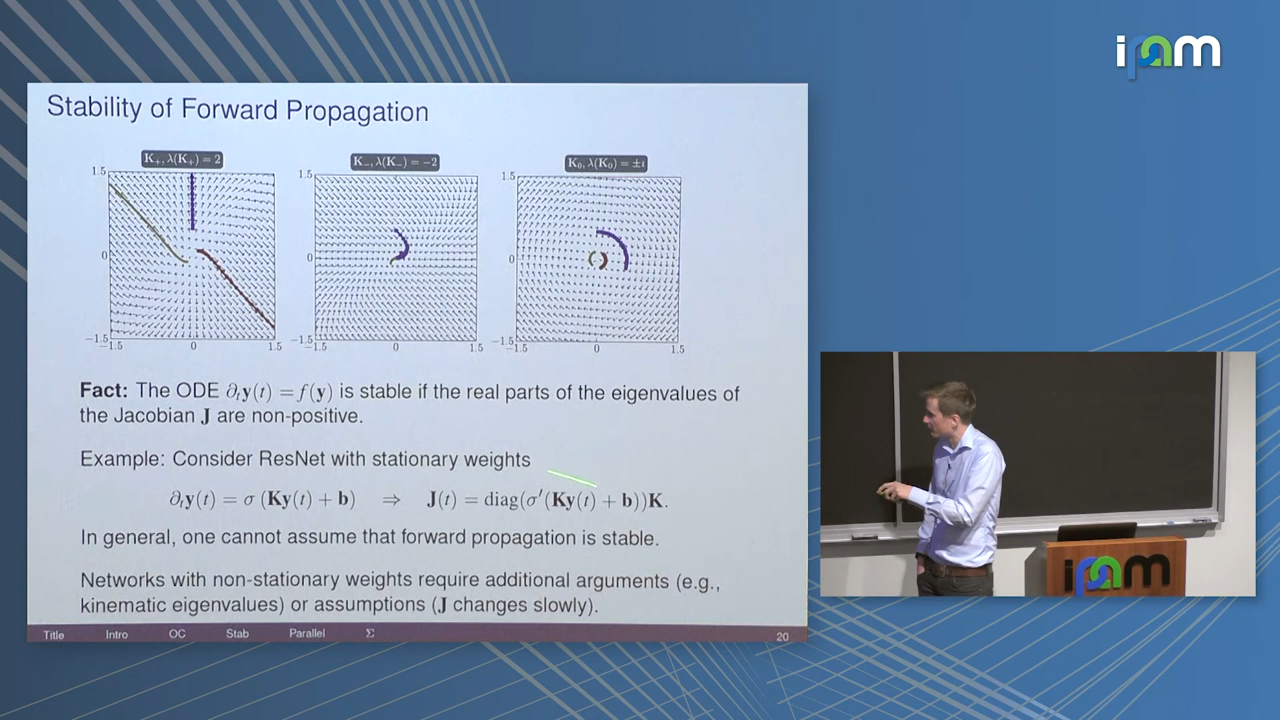 ipam
Stability of Forward Propagation
K₊, λ(K₊) = 2
K₋, λ(K₋) = −2
K₀, λ(K₀) = ±ι
1.5
0
−1.5
−1.5 0 1.5
1.5
0
−1.5
−1.5 0 1.5
1.5
0
−1.5
−1.5 0 1.5
Fact: The ODE ∂ₜy(t) = f(y) is stable if the real parts of the eigenvalues of
the Jacobian J are non-positive.
Example: Consider ResNet with stationary weights
∂ₜy(t) = σ (Ky(t) + b) ⇒ J(t) = diag(σ′(Ky(t) + b))K.
In general, one cannot assume that forward propagation is stable.
Networks with non-stationary weights require additional arguments (e.g.,
kinematic eigenvalues) or assumptions (J changes slowly).
Title Intro OC Stab Parallel Σ 20
ipam